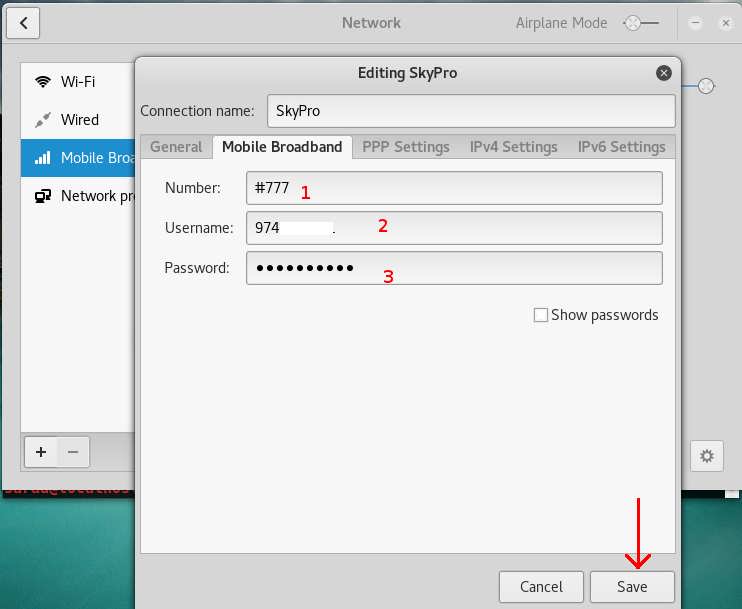 Network
Airplane Mode
Editing SkyPro
Wi-Fi
Connection name: SkyPro
Wired
General Mobile Broadband PPP Settings IPv4 Settings IPv6 Settings
Mobile Broa
Number: #777 1
Network pr
Username: 974 . 2
Password: •••••••••• 3
Show passwords
+ −
Cancel Save